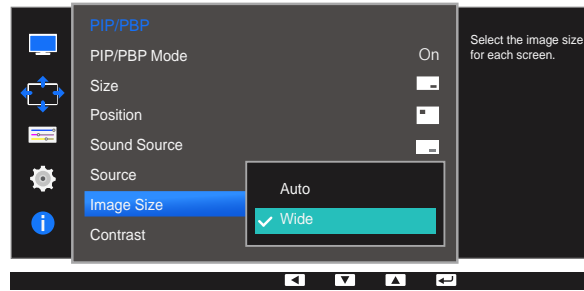 PIP/PBP
PIP/PBP Mode On
Size
Position
Sound Source
Source
Image Size
Contrast
Auto
Wide
Select the image size
for each screen.